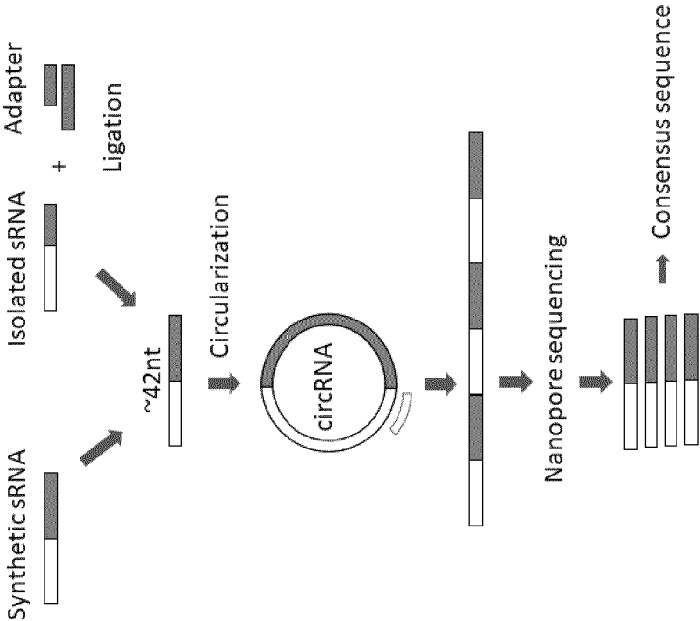 Synthetic sRNA
Isolated sRNA
Adapter
+
Ligation
~42nt
Circularization
circRNA
Nanopore sequencing
Consensus sequence